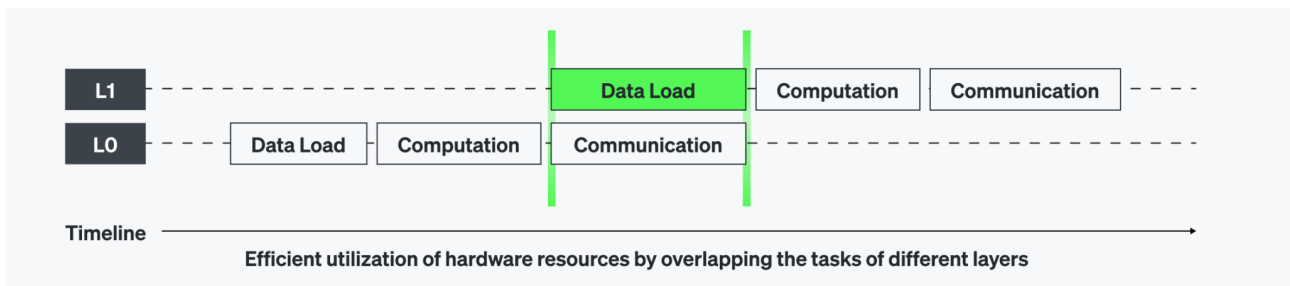 L1 Data Load Computation Communication
L0 Data Load Computation Communication
Timeline
Efficient utilization of hardware resources by overlapping the tasks of different layers